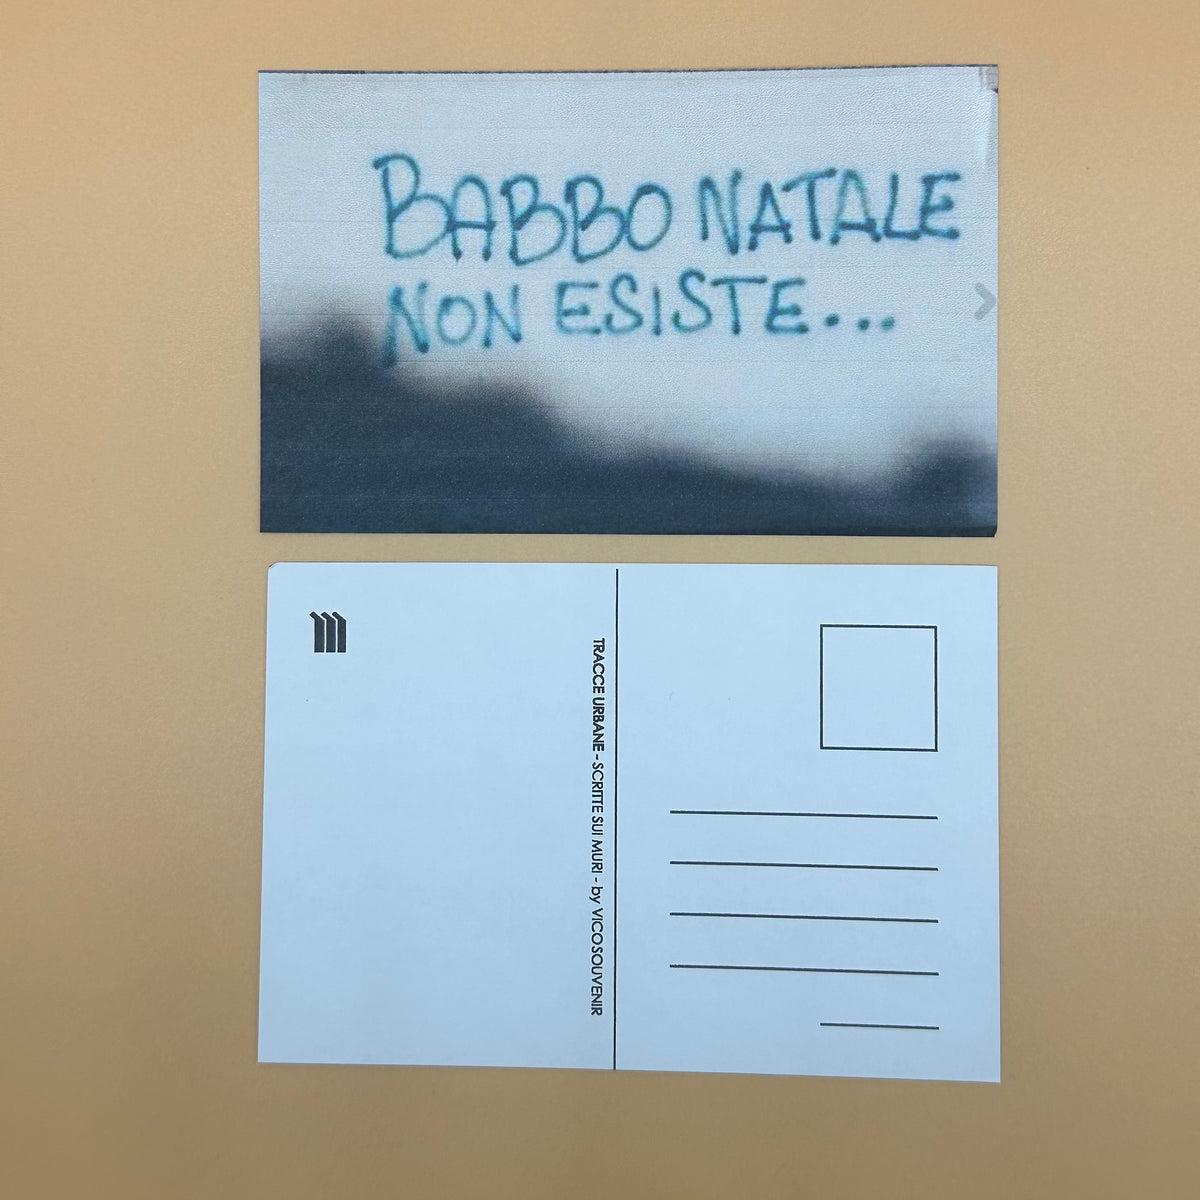 BABBO NATALE
NON ESISTE...
TRACCE URBANE - SCRITTE SUI MURI - by VICOSOUVENIR